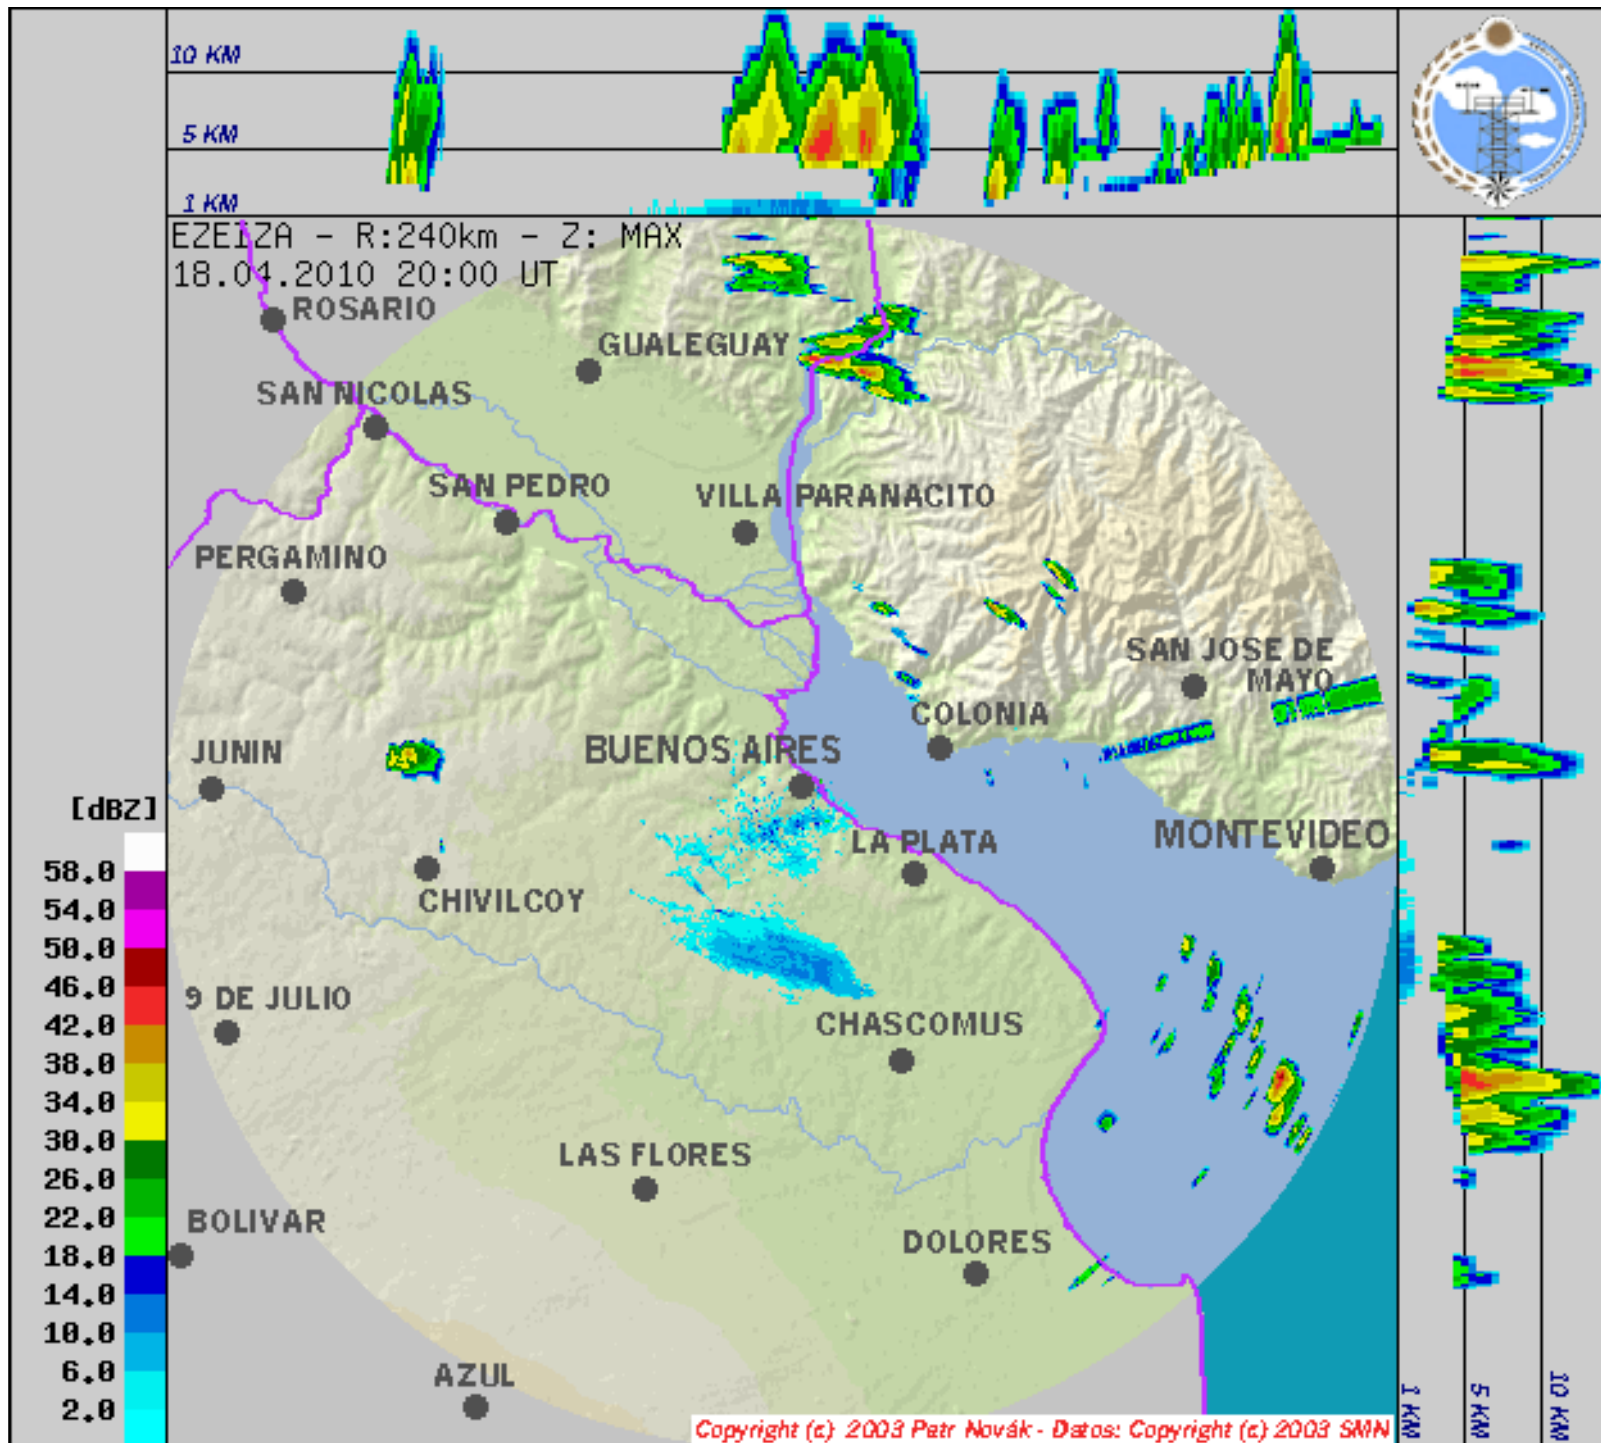 10 KM
5 KM
1 KM
EZEIZA - R:240km - Z: MAX
18.04.2010 20:00 UT
ROSARIO
GUALEGUAY
SAN NICOLAS
SAN PEDRO
VILLA PARANACITO
PERGAMINO
SAN JOSE DE
MAYO
COLONIA
JUNIN
BUENOS AIRES
[dBZ]
LA PLATA
MONTEVIDEO
58.0
CHIVILCOY
54.0
50.0
46.0
9 DE JULIO
42.0
CHASCOMUS
38.0
34.0
30.0
LAS FLORES
26.0
22.0
BOLIVAR
18.0
DOLORES
14.0
10.0
6.0
AZUL
2.0
1 KM
5 KM
10 KM
Copyright (c) 2003 Petr Novák - Datos: Copyright (c) 2003 SMN